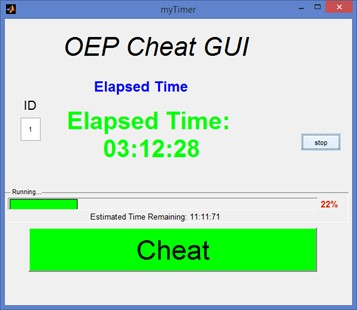 myTimer
OEP Cheat GUI
Elapsed Time
ID
1
Elapsed Time:
03:12:28
stop
Running...
22%
Estimated Time Remaining: 11:11:71
Cheat